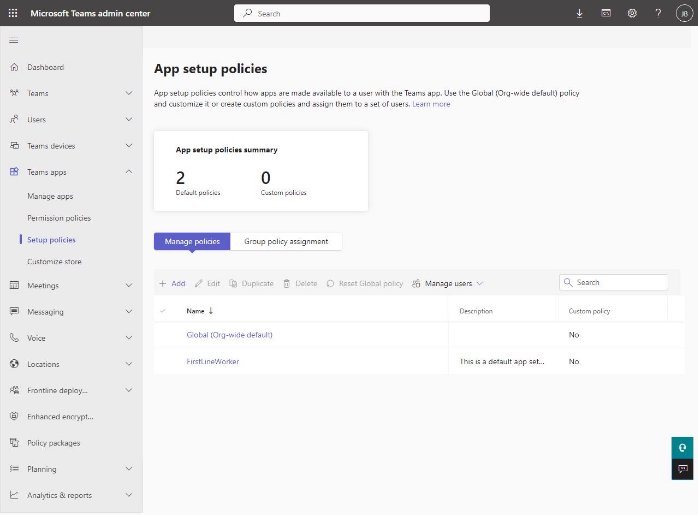 Microsoft Teams admin center
Search
JB
Dashboard
Teams
Users
Teams devices
Teams apps
Manage apps
Permission policies
Setup policies
Customize store
Meetings
Messaging
Voice
Locations
Frontline deploy...
Enhanced encrypt...
Policy packages
Planning
Analytics & reports
App setup policies
App setup policies control how apps are made available to a user with the Teams app. Use the Global (Org-wide default) policy
and customize it or create custom policies and assign them to a set of users. Learn more
App setup policies summary
2 0
Default policies Custom policies
Manage policies Group policy assignment
+ Add Edit Duplicate Delete Reset Global policy Manage users Search
Name ↓ Description Custom policy
Global (Org-wide default) No
FirstLineWorker This is a default app set... No